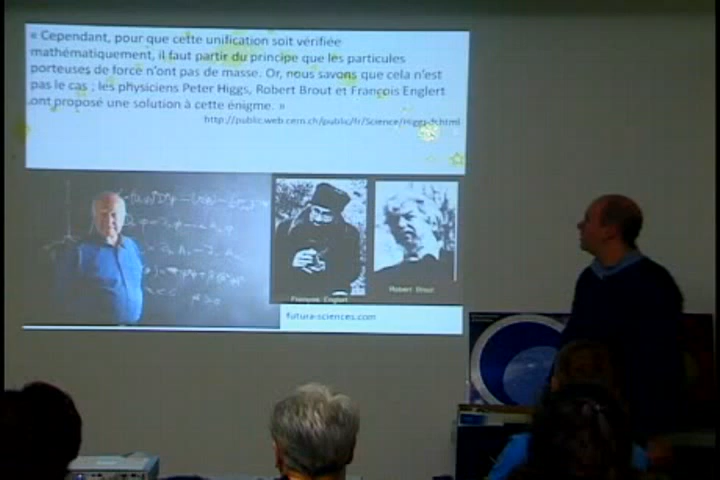 « Cependant, pour que cette unification soit vérifiée
mathématiquement, il faut partir du principe que les particules
porteuses de force n'ont pas de masse. Or, nous savons que cela n'est
pas le cas ; les physiciens Peter Higgs, Robert Brout et François Englert
ont proposé une solution à cette énigme. »
http://public.web.cern.ch/public/fr/Science/Higgs-fr.html
François Englert
Robert Brout
futura-sciences.com